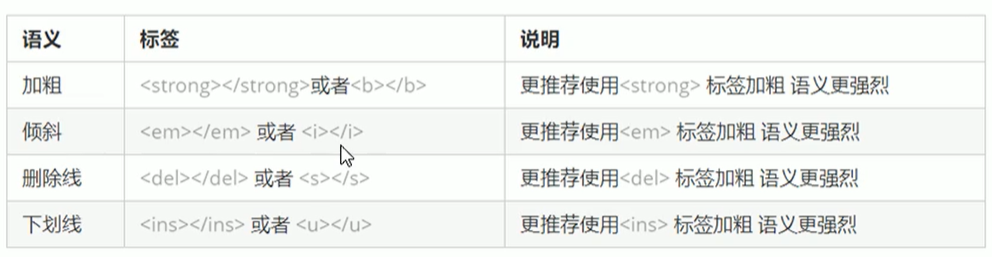 语义 标签 说明
加粗 <strong></strong>或者<b></b> 更推荐使用<strong> 标签加粗 语义更强烈
倾斜 <em></em> 或者 <i></i> 更推荐使用<em> 标签加粗 语义更强烈
删除线 <del></del> 或者 <s></s> 更推荐使用<del> 标签加粗 语义更强烈
下划线 <ins></ins> 或者 <u></u> 更推荐使用<ins> 标签加粗 语义更强烈